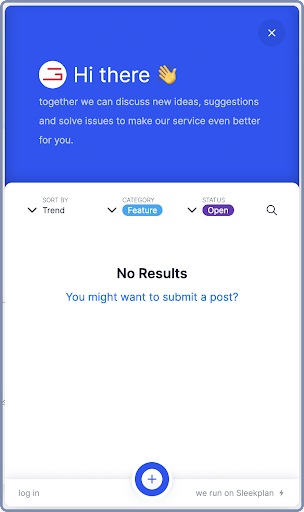 Hi there 👋
together we can discuss new ideas, suggestions
and solve issues to make our service even better
for you.
SORT BY
Trend
CATEGORY
Feature
STATUS
Open
No Results
You might want to submit a post?
log in
we run on Sleekplan